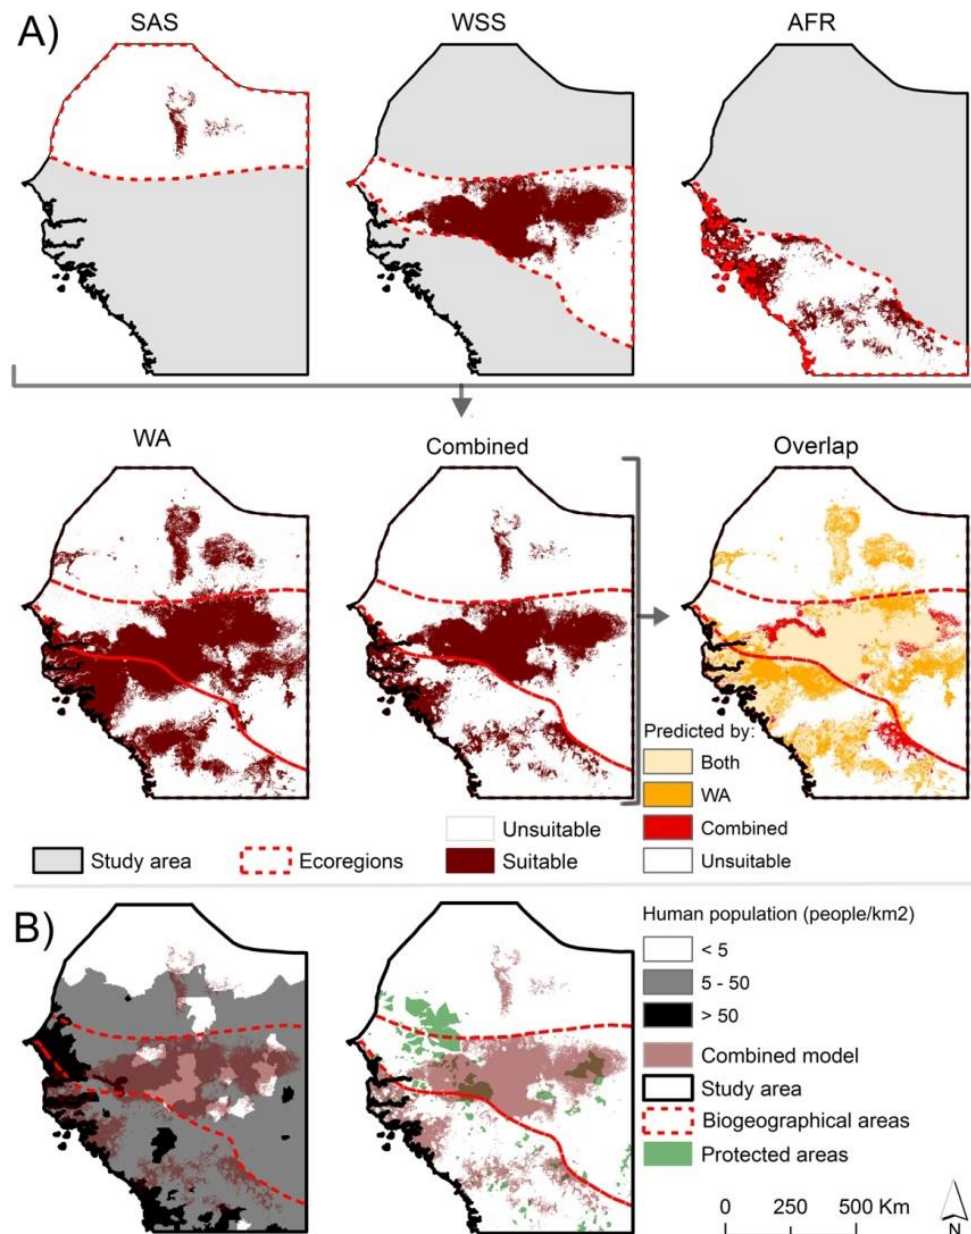 A)
SAS
WSS
AFR
WA
Combined
Overlap
Predicted by:
Both
WA
Combined
Unsuitable
Study area
Ecoregions
Unsuitable
Suitable
B)
Human population (people/km2)
< 5
5 - 50
> 50
Combined model
Study area
Biogeographical areas
Protected areas
0 250 500 Km
N